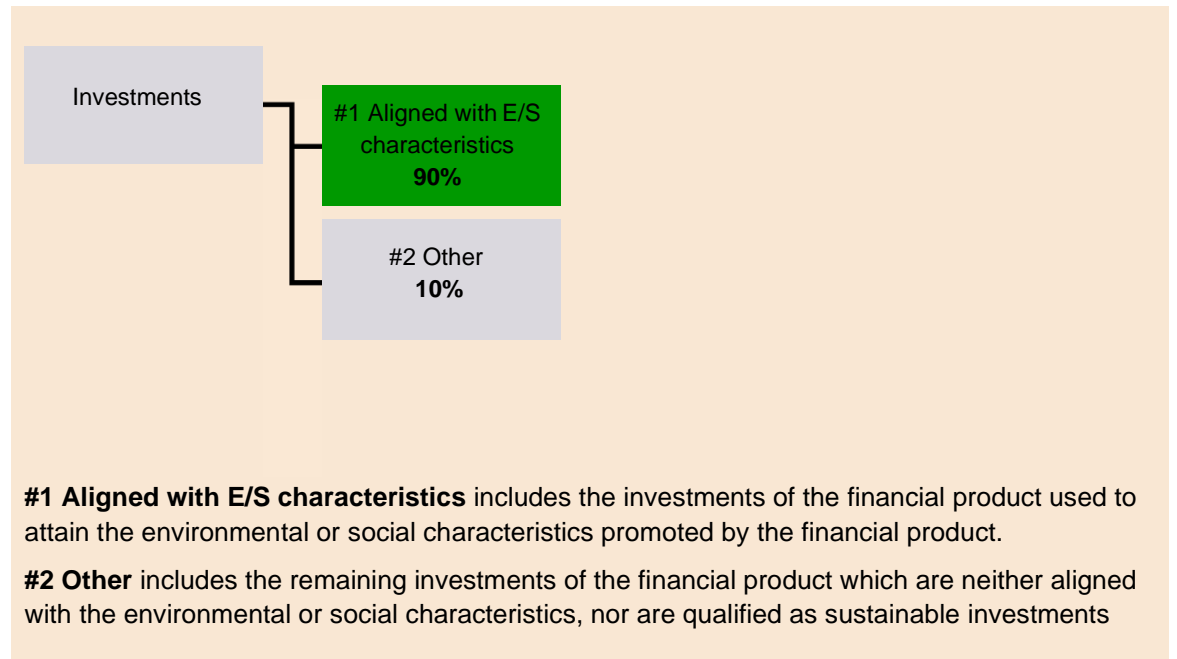 Investments
#1 Aligned with E/S
characteristics
90%
#2 Other
10%
#1 Aligned with E/S characteristics includes the investments of the financial product used to
attain the environmental or social characteristics promoted by the financial product.
#2 Other includes the remaining investments of the financial product which are neither aligned
with the environmental or social characteristics, nor are qualified as sustainable investments